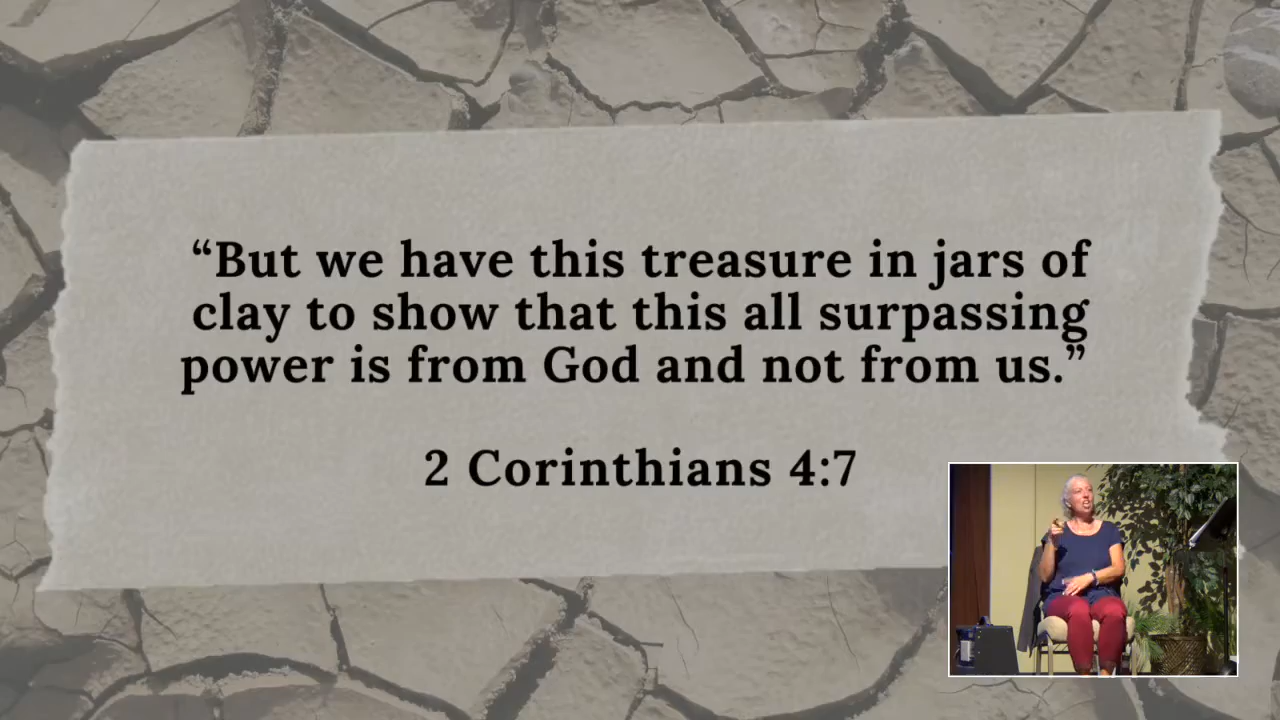 “But we have this treasure in jars of
clay to show that this all surpassing
power is from God and not from us.”
2 Corinthians 4:7